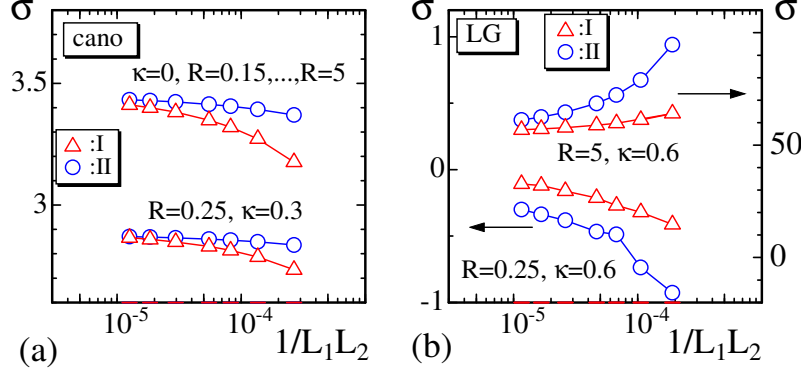 σ
cano
κ=0, R=0.15,...,R=5
3.5
:I
:II
R=0.25, κ=0.3
3
10⁻⁵
10⁻⁴
1/L₁L₂
(a)
σ
1
LG
:I
:II
σ
50
R=5, κ=0.6
0
R=0.25, κ=0.6
0
-1
10⁻⁵
10⁻⁴
1/L₁L₂
(b)